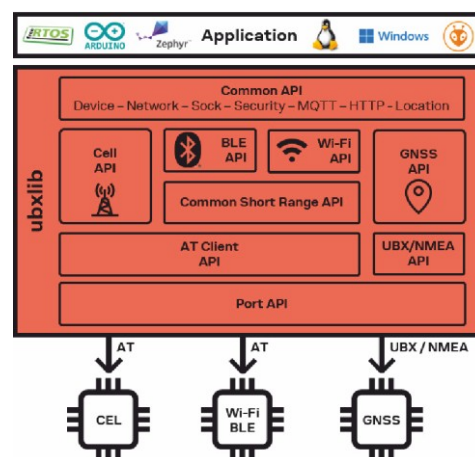 RTOS
ARDUINO
Zephyr™
Application
Windows
ubxlib
Common API
Device – Network – Sock – Security – MQTT – HTTP - Location
Cell
API
BLE
API
Wi-Fi
API
GNSS
API
Common Short Range API
AT Client
API
UBX/NMEA
API
Port API
AT
AT
UBX / NMEA
CEL
Wi-Fi
BLE
GNSS